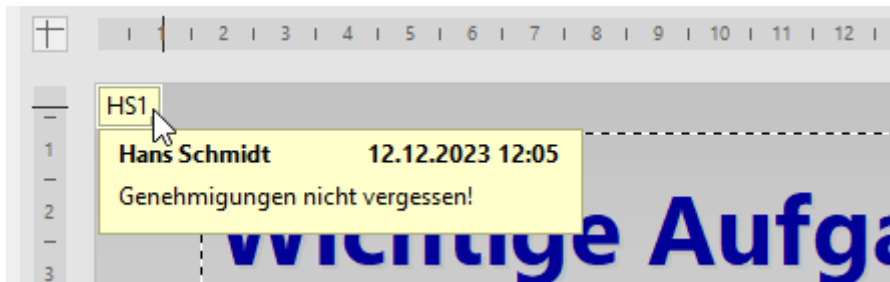 1 2 3 4 5 6 7 8 9 10 11 12
HS1
Hans Schmidt 12.12.2023 12:05
Genehmigungen nicht vergessen!
1
2
3
Wichtige Aufga